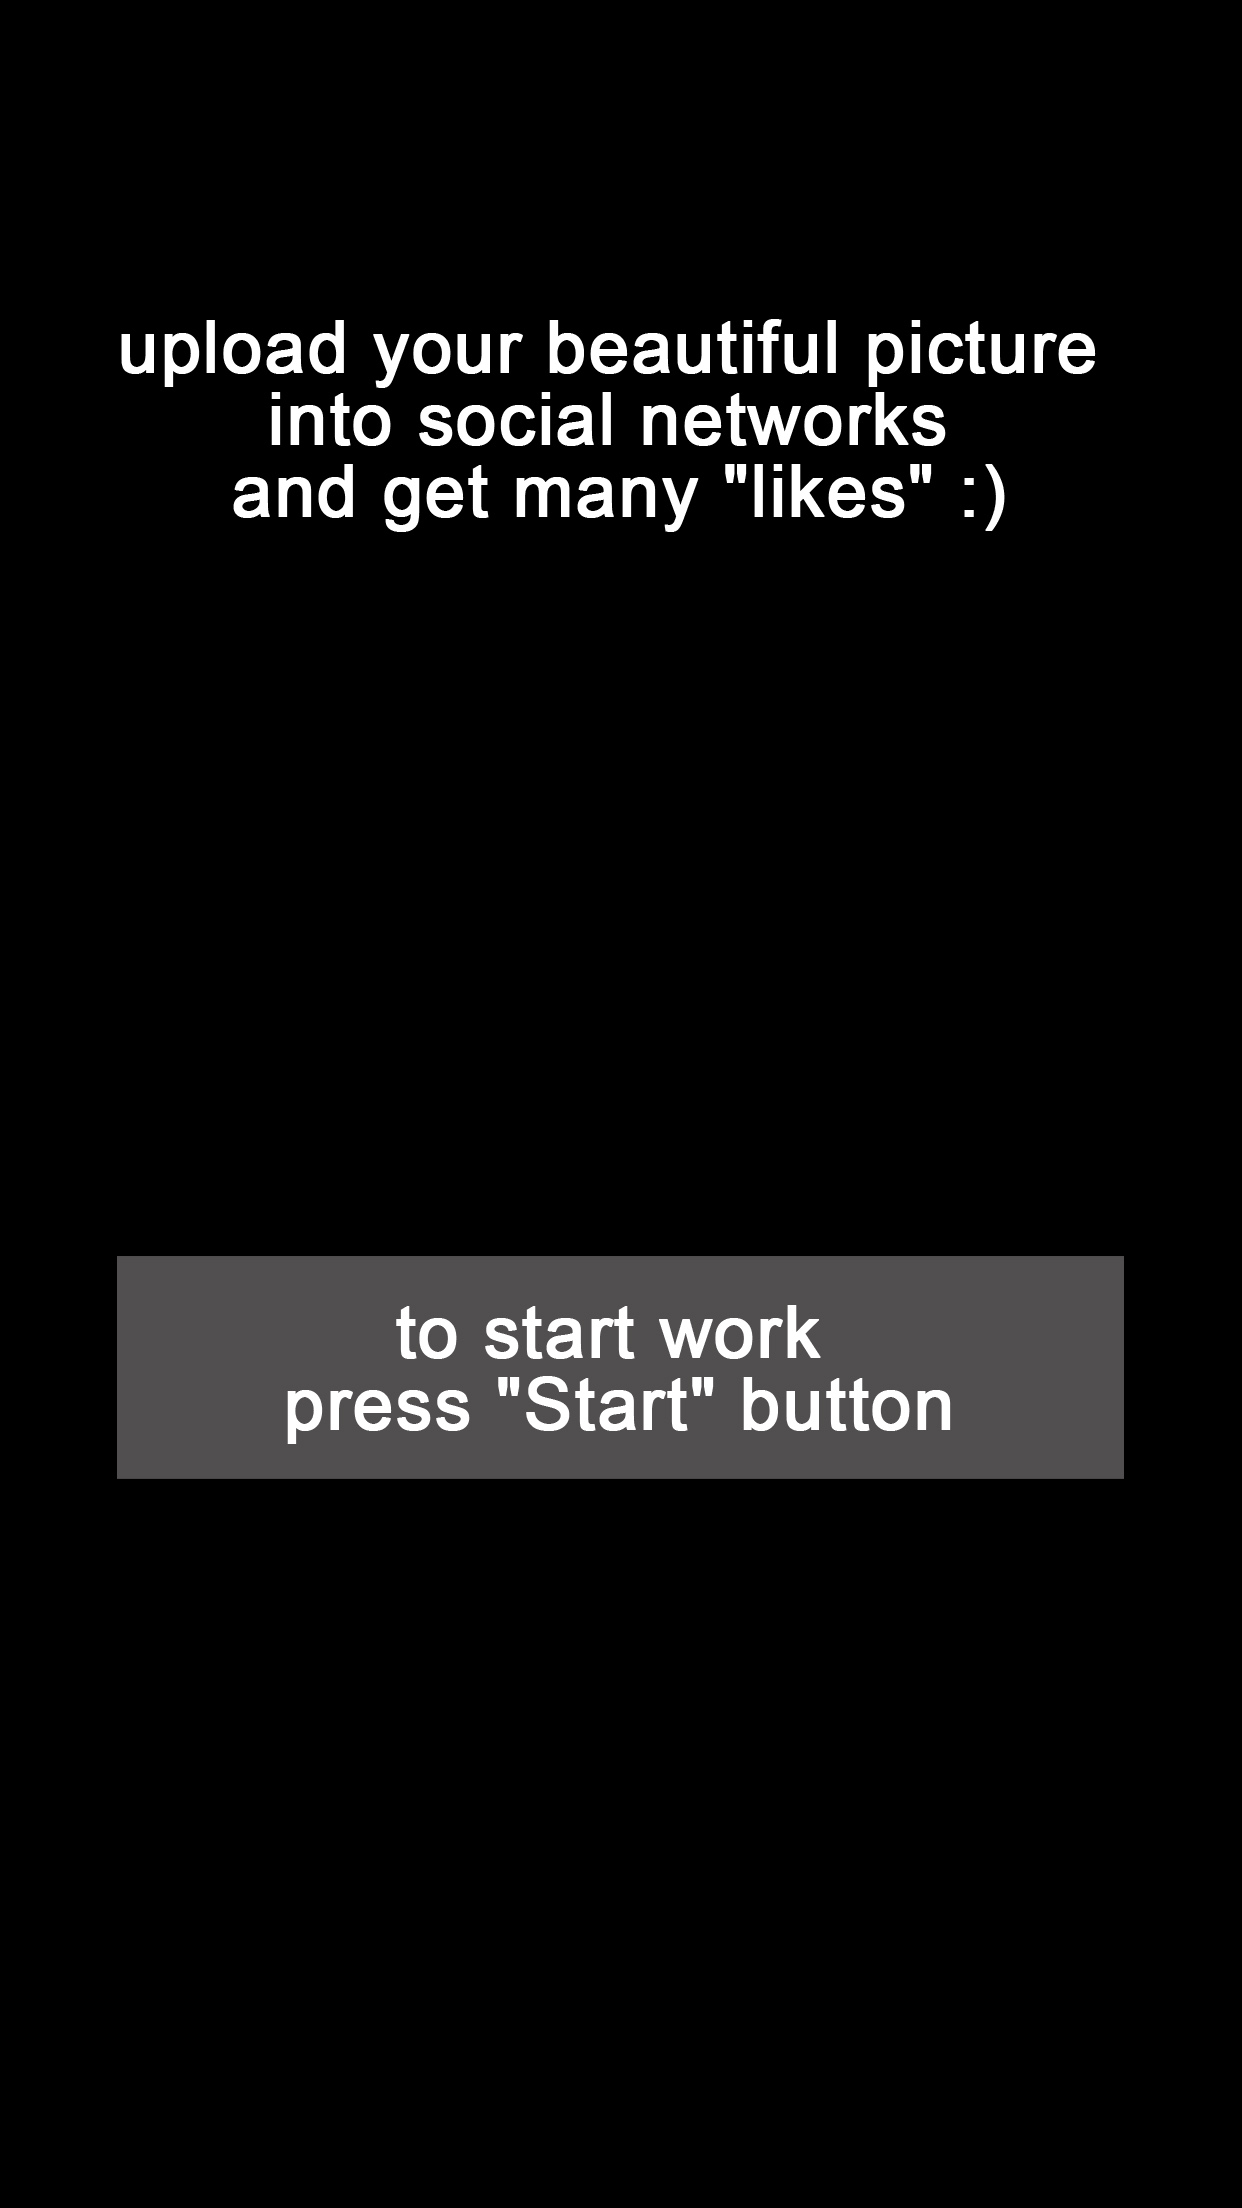 upload your beautiful picture
into social networks
and get many "likes" :)
to start work
press "Start" button